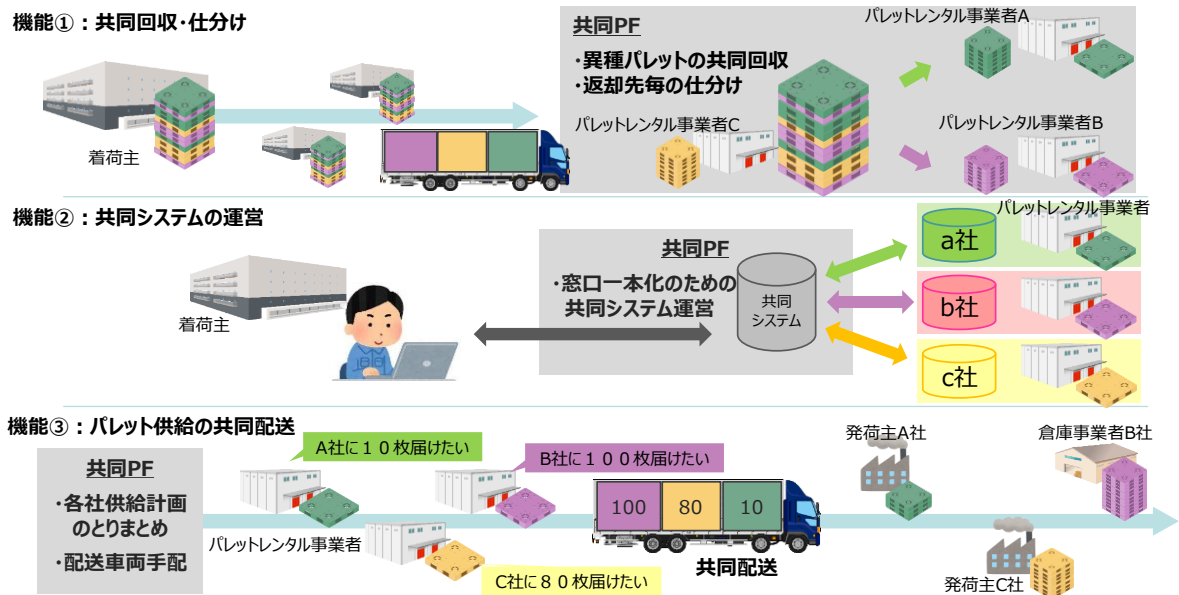 機能①：共同回収・仕分け
着荷主
共同PF
・異種パレットの共同回収
・返却先毎の仕分け
パレットレンタル事業者A
パレットレンタル事業者C
パレットレンタル事業者B
機能②：共同システムの運営
着荷主
共同PF
・窓口一本化のための
共同システム運営
共同
システム
パレットレンタル事業者
a社
b社
c社
機能③：パレット供給の共同配送
共同PF
・各社供給計画
のとりまとめ
・配送車両手配
A社に１０枚届けたい
B社に１００枚届けたい
パレットレンタル事業者
C社に８０枚届けたい
100 80 10
共同配送
発荷主A社
倉庫事業者B社
発荷主C社